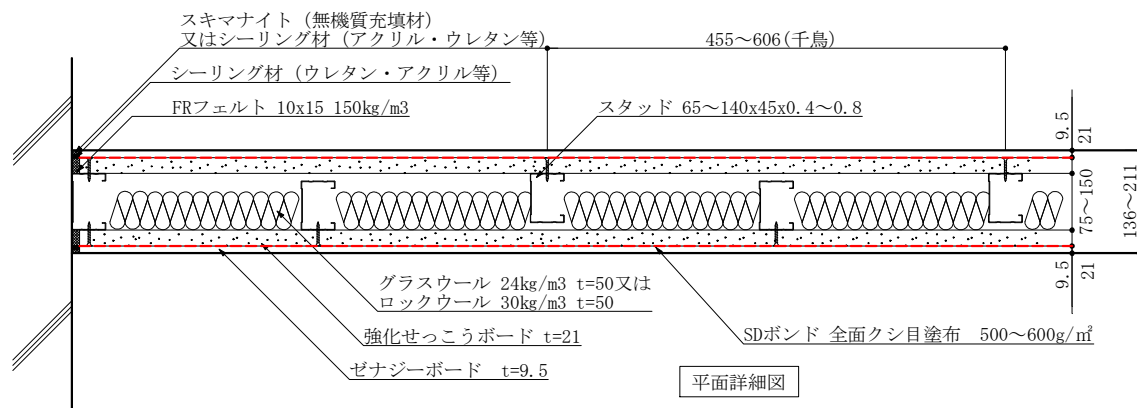 スキマナイト（無機質充填材）
又はシーリング材（アクリル・ウレタン等）
455～606(千鳥)
シーリング材（ウレタン・アクリル等）
FRフェルト 10x15 150kg/m3
スタッド 65～140x45x0.4～0.8
9.5
21
75～150
136～211
9.5
21
グラスウール 24kg/m3 t=50又は
ロックウール 30kg/m3 t=50
強化せっこうボード t=21
SDボンド 全面クシ目塗布　500～600g/㎡
ゼナジーボード　t=9.5
平面詳細図